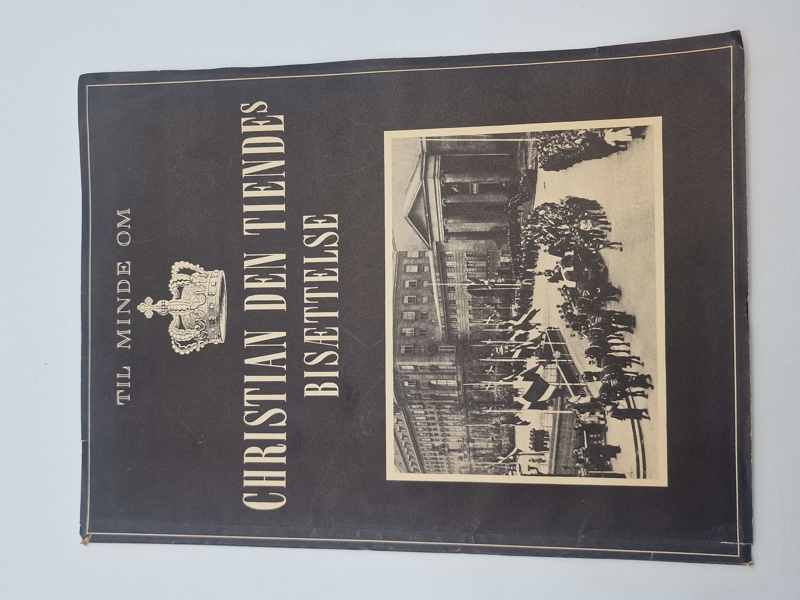 TIL MINDE OM
CHRISTIAN DEN TIENDES
BISÆTTELSE